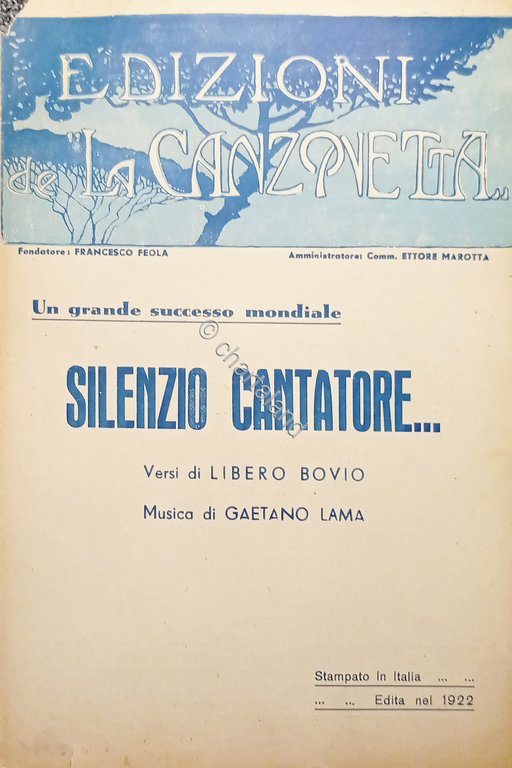 EDIZIONI
de "LA CANZONETTA„
Fondatore: FRANCESCO FEOLA
Amministratore: Comm. ETTORE MAROTTA
Un grande successo mondiale
© chartaland
SILENZIO CANTATORE...
Versi di LIBERO BOVIO
Musica di GAETANO LAMA
Stampato In Italia ... ...
... ... Edita nel 1922